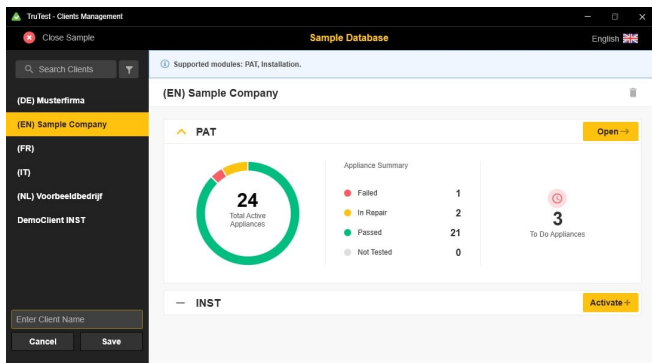 TruTest - Clients Management
Close Sample
Sample Database
English
Search Clients
Supported modules: PAT, Installation.
(DE) Musterfirma
(EN) Sample Company
(FR)
(IT)
(NL) Voorbeeldbedrijf
DemoClient INST
Enter Client Name
Cancel
Save
(EN) Sample Company
PAT
Open
24
Total Active
Appliances
Appliance Summary
Failed 1
In Repair 2
Passed 21
Not Tested 0
3
To Do Appliances
INST
Activate